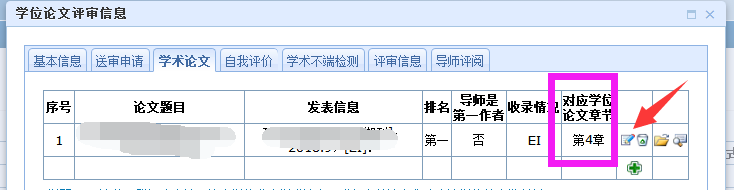 学位论文评审信息
基本信息 送审申请 学术论文 自我评价 学术不端检测 评审信息 导师评阅
序号 论文题目 发表信息 排名 导师是第一作者 收录情况 对应学位论文章节
1 第一 否 EI 第4章